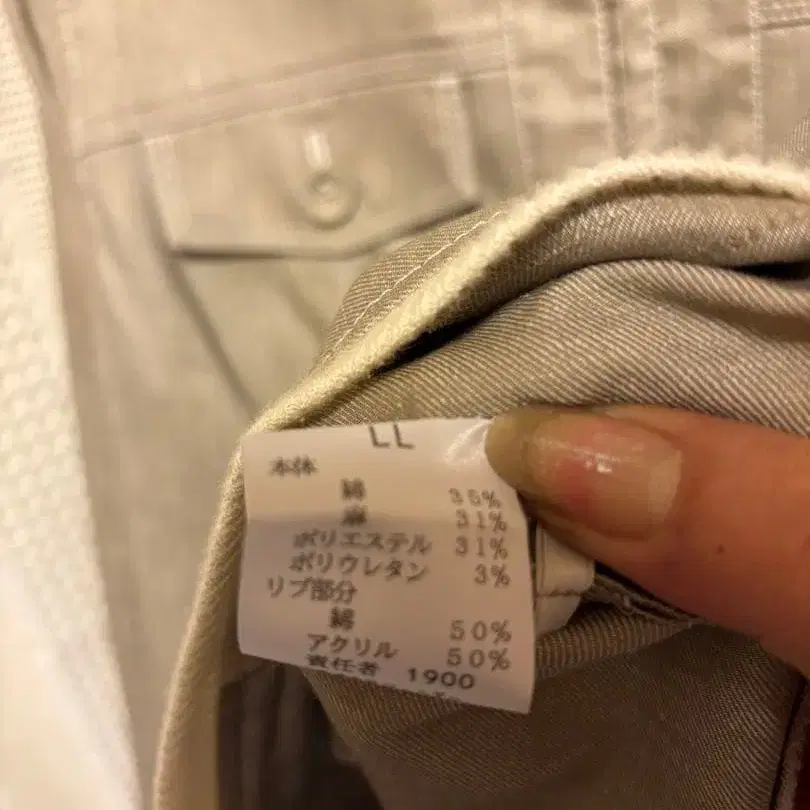 LL
本体
綿 35%
麻 31%
ポリエステル 31%
ポリウレタン 3%
リブ部分
綿 50%
アクリル 50%
責任者 1900